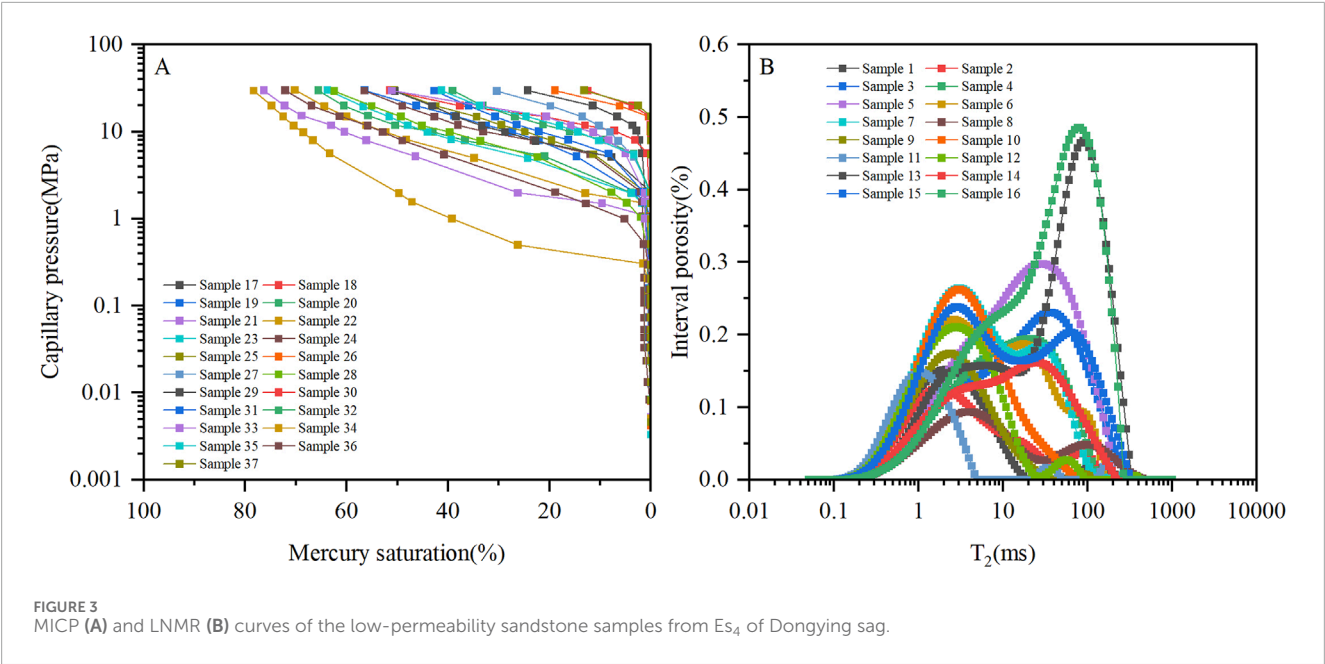 A
Capillary pressure(MPa)
100
10
1
0.1
0.01
0.001
Sample 17 Sample 18
Sample 19 Sample 20
Sample 21 Sample 22
Sample 23 Sample 24
Sample 25 Sample 26
Sample 27 Sample 28
Sample 29 Sample 30
Sample 31 Sample 32
Sample 33 Sample 34
Sample 35 Sample 36
Sample 37
100 80 60 40 20 0
Mercury saturation(%)
B
Interval porosity(%)
0.6
0.5
0.4
0.3
0.2
0.1
0.0
Sample 1 Sample 2
Sample 3 Sample 4
Sample 5 Sample 6
Sample 7 Sample 8
Sample 9 Sample 10
Sample 11 Sample 12
Sample 13 Sample 14
Sample 15 Sample 16
0.01 0.1 1 10 100 1000 10000
T₂(ms)
FIGURE 3
MICP (A) and LNMR (B) curves of the low-permeability sandstone samples from Es₄ of Dongying sag.